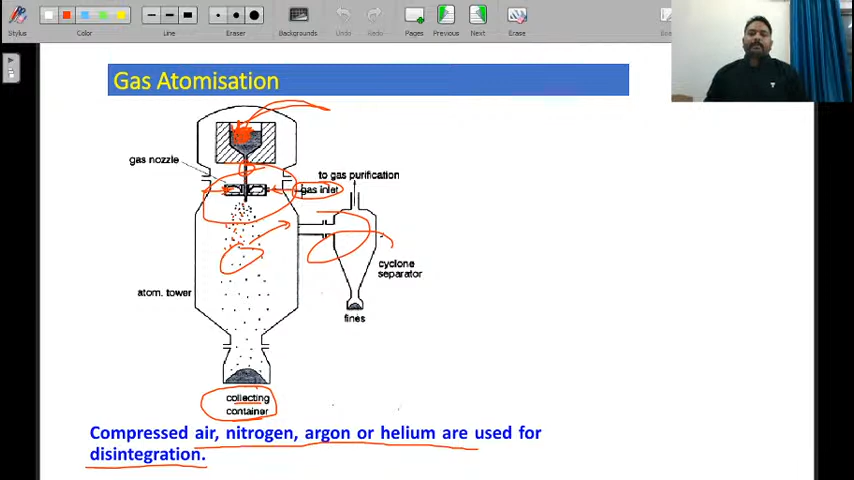 Styles
Color
Line
Eraser
Backgrounds
Undo
Redo
Pages
Previous
Next
Erase
Gas Atomisation
gas nozzle
gas inlet
to gas purification
cyclone
separator
atom. tower
fines
collecting
container
Compressed air, nitrogen, argon or helium are used for
disintegration.